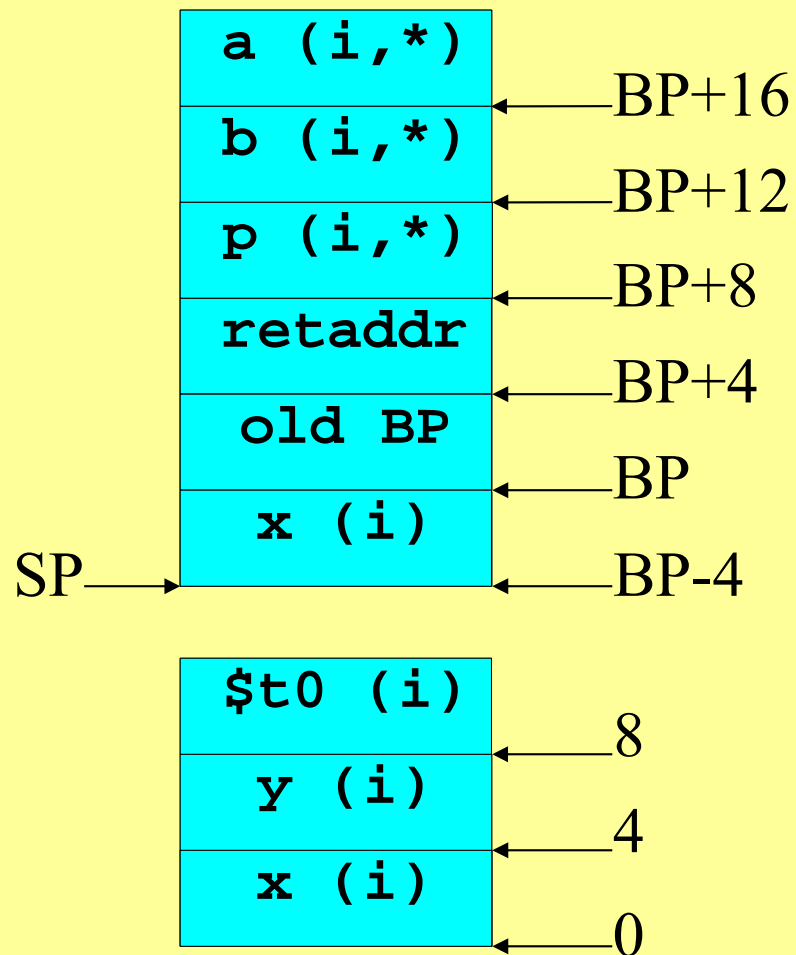 a (i,*)
BP+16
b (i,*)
BP+12
p (i,*)
BP+8
retaddr
BP+4
old BP
BP
x (i)
SP
BP-4
$t0 (i)
8
y (i)
4
x (i)
0